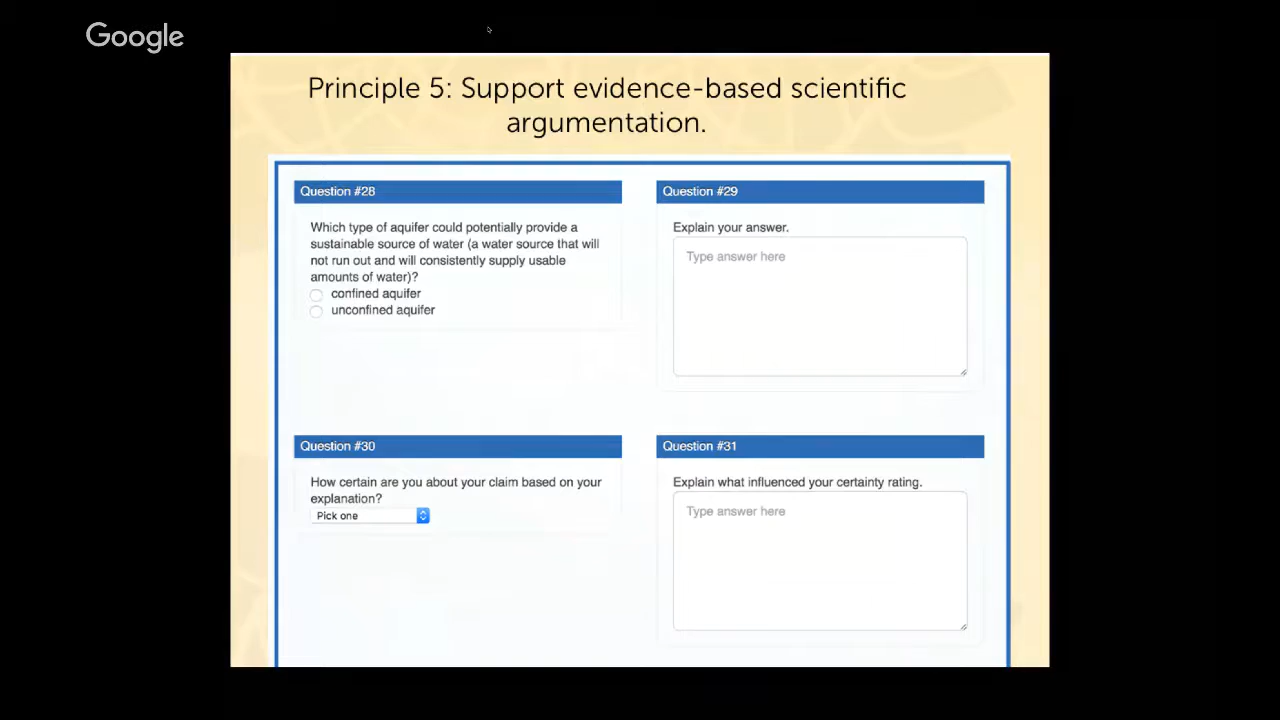 Google
Principle 5: Support evidence-based scientific
argumentation.
Question #28
Which type of aquifer could potentially provide a
sustainable source of water (a water source that will
not run out and will consistently supply usable
amounts of water)?
confined aquifer
unconfined aquifer
Question #29
Explain your answer.
Type answer here
Question #30
How certain are you about your claim based on your
explanation?
Pick one
Question #31
Explain what influenced your certainty rating.
Type answer here